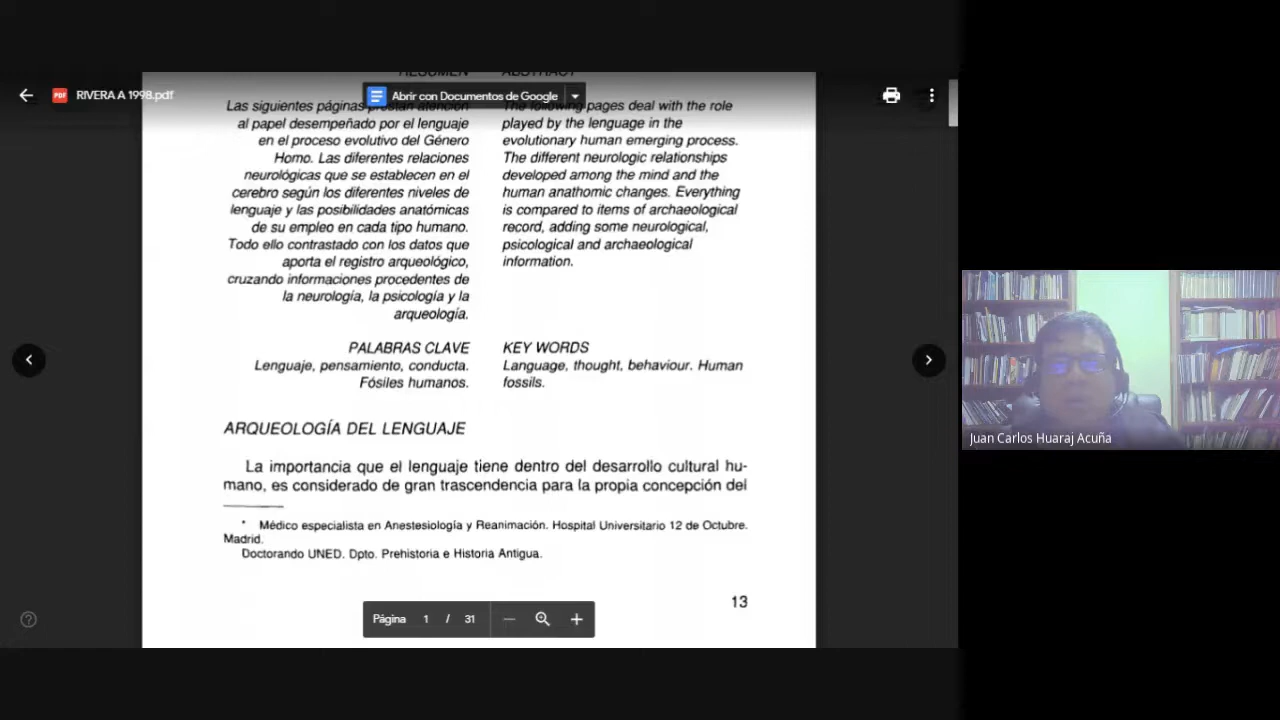 RIVERA A 1998.pdf
Abrir con Documentos de Google
RESUMEN
Las siguientes páginas prestan atención
al papel desempeñado por el lenguaje
en el proceso evolutivo del Género
Homo. Las diferentes relaciones
neurológicas que se establecen en el
cerebro según los diferentes niveles de
lenguaje y las posibilidades anatómicas
de su empleo en cada tipo humano.
Todo ello contrastado con los datos que
aporta el registro arqueológico,
cruzando informaciones procedentes de
la neurología, la psicología y la
arqueología.
PALABRAS CLAVE
Lenguaje, pensamiento, conducta.
Fósiles humanos.
ABSTRACT
The following pages deal with the role
played by the lenguage in the
evolutionary human emerging process.
The different neurologic relationships
developed among the mind and the
human anathomic changes. Everything
is compared to items of archaeological
record, adding some neurological,
psicological and archaeological
information.
KEY WORDS
Language, thought, behaviour. Human
fossils.
ARQUEOLOGÍA DEL LENGUAJE
La importancia que el lenguaje tiene dentro del desarrollo cultural hu-
mano, es considerado de gran trascendencia para la propia concepción del
* Médico especialista en Anestesiología y Reanimación. Hospital Universitario 12 de Octubre.
Madrid.
Doctorando UNED. Dpto. Prehistoria e Historia Antigua.
13
Página 1 / 31
Juan Carlos Huaraj Acuña